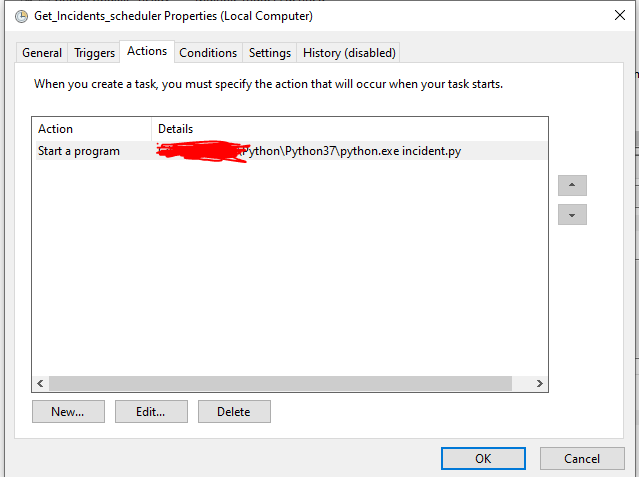 Get_Incidents_scheduler Properties (Local Computer)
General Triggers Actions Conditions Settings History (disabled)
When you create a task, you must specify the action that will occur when your task starts.
Action Details
Start a program Python\Python37\python.exe incident.py
New... Edit... Delete
OK Cancel